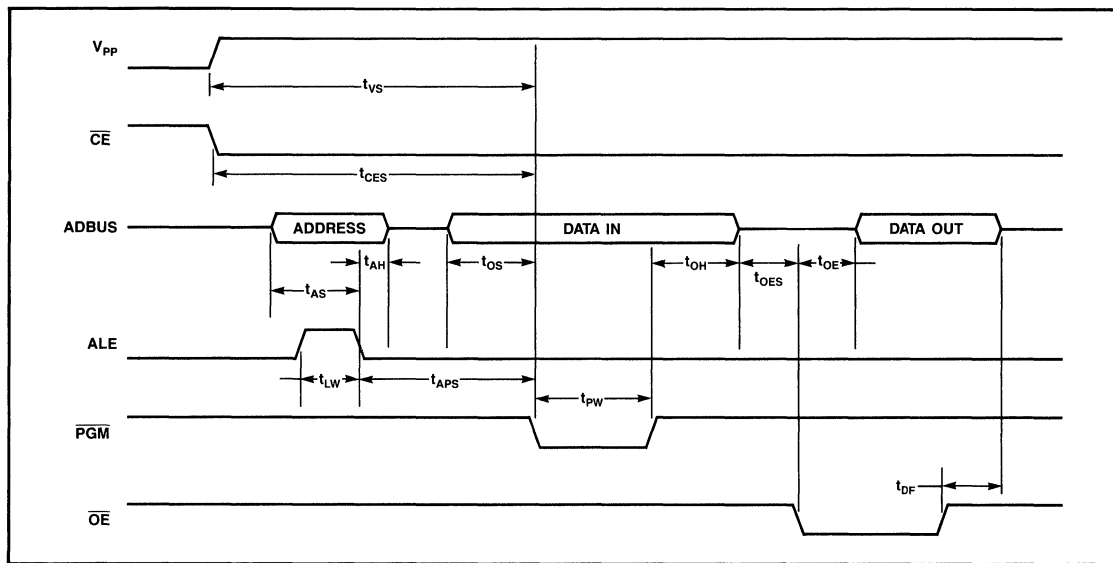 VPP
tVS
CE
tCES
ADBUS
ADDRESS
DATA IN
DATA OUT
tAH
tOS
tOH
tOE
tOES
tAS
ALE
tLW
tAPS
tPW
PGM
tDF
OE